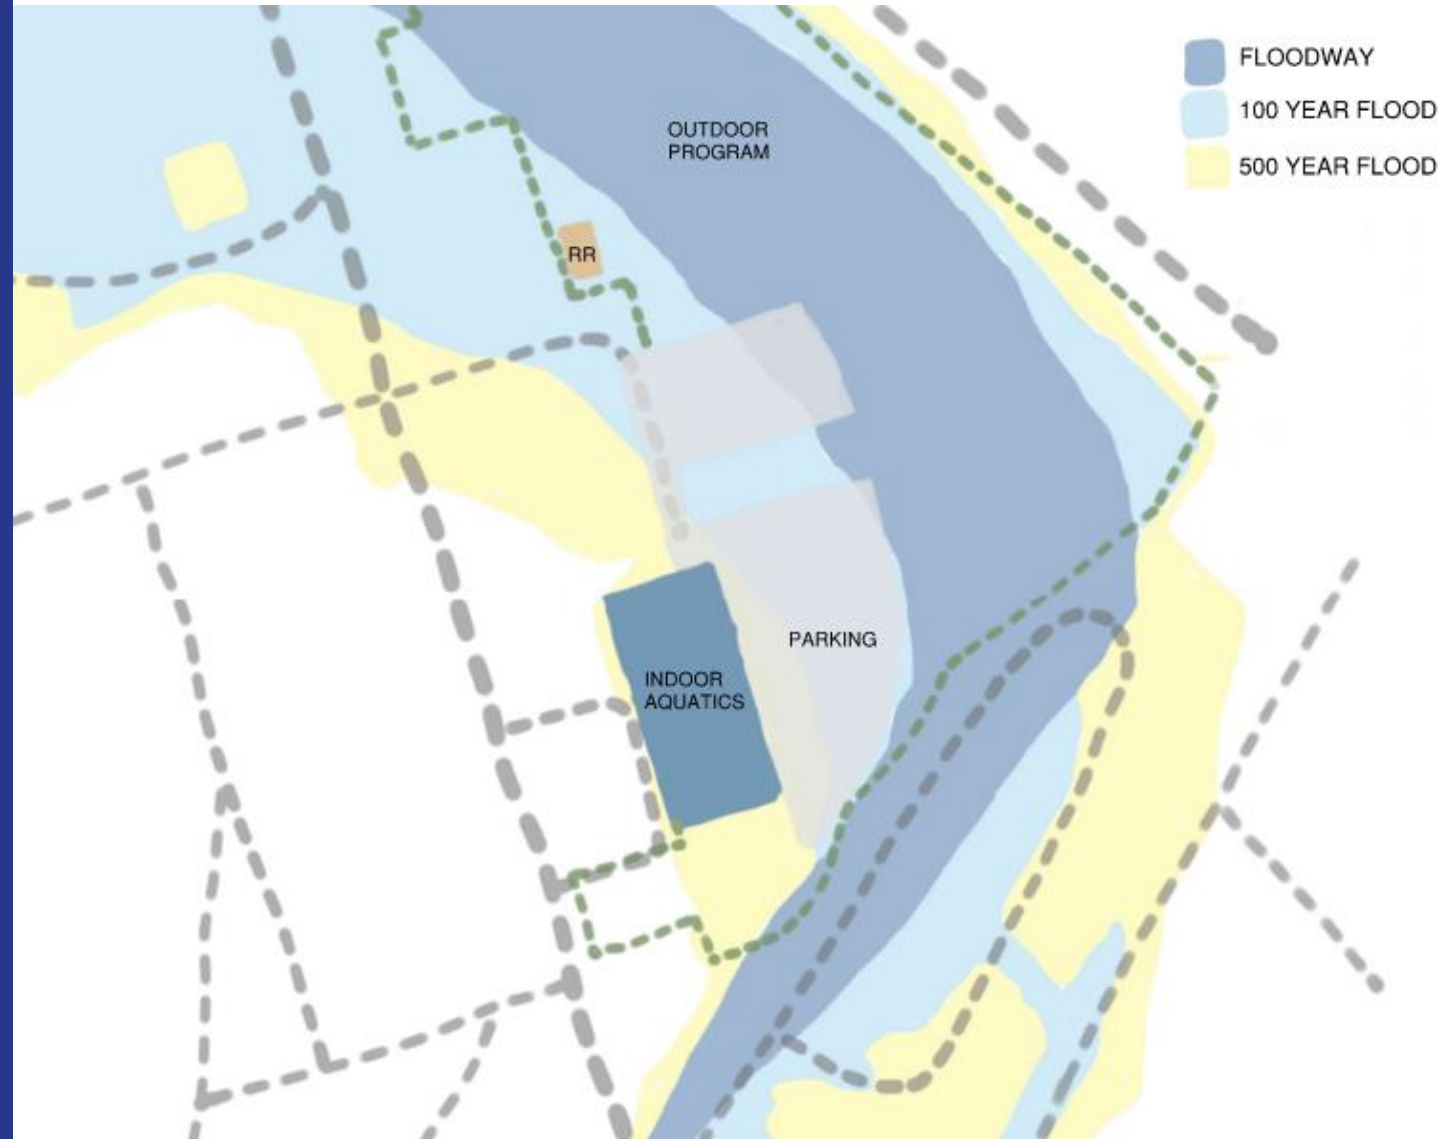 FLOODWAY
100 YEAR FLOOD
500 YEAR FLOOD
OUTDOOR
PROGRAM
RR
PARKING
INDOOR
AQUATICS